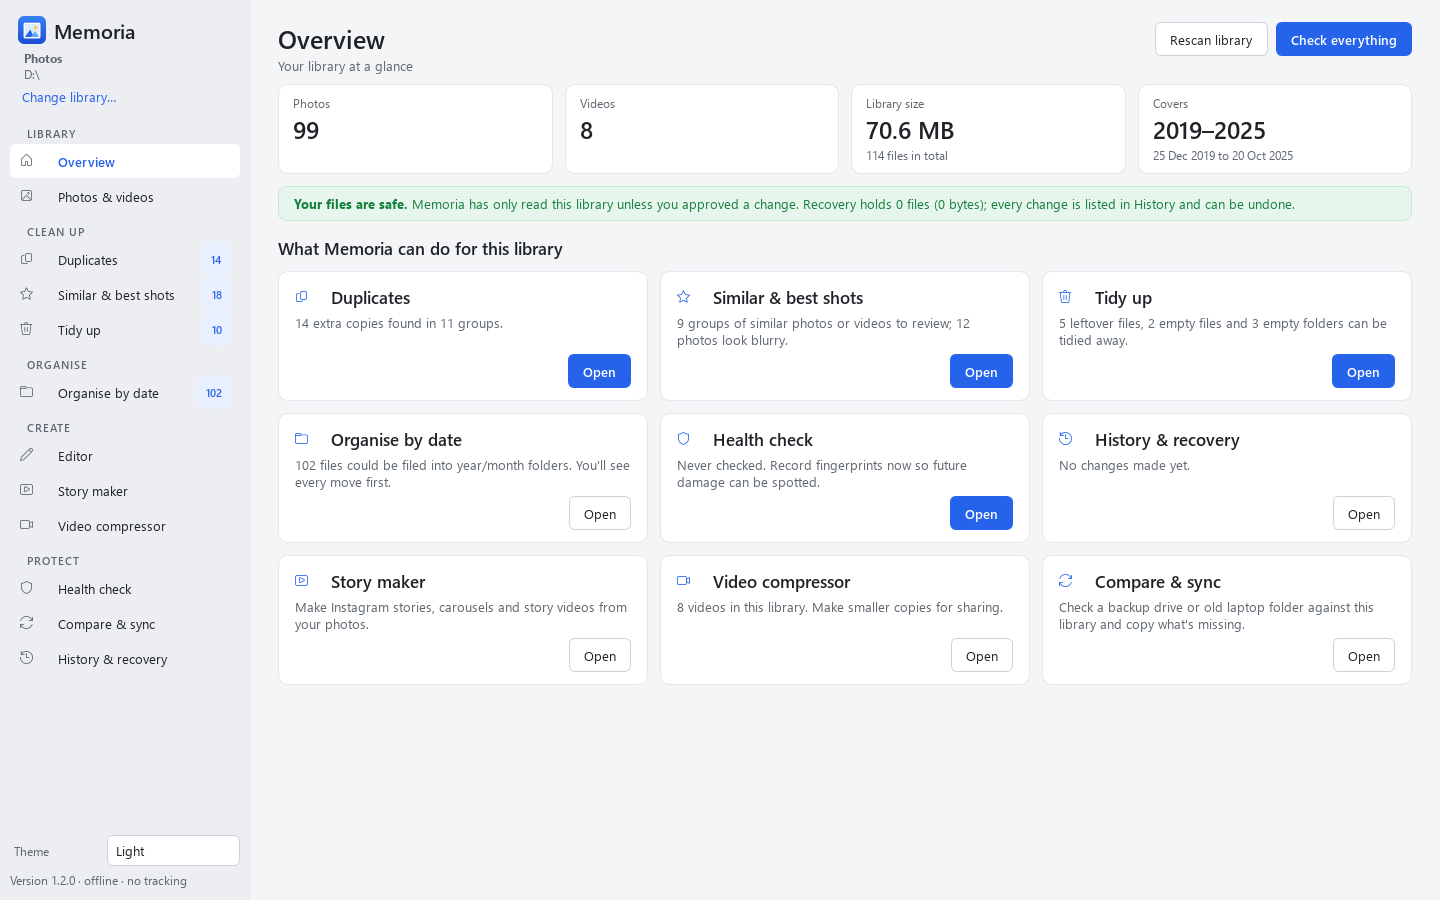 Memoria
Photos
D:\
Change library...
LIBRARY
Overview
Photos & videos
CLEAN UP
Duplicates 14
Similar & best shots 18
Tidy up 10
ORGANISE
Organise by date 102
CREATE
Editor
Story maker
Video compressor
PROTECT
Health check
Compare & sync
History & recovery
Theme Light
Version 1.2.0 · offline · no tracking
Overview
Your library at a glance
Rescan library
Check everything
Photos
99
Videos
8
Library size
70.6 MB
114 files in total
Covers
2019–2025
25 Dec 2019 to 20 Oct 2025
Your files are safe. Memoria has only read this library unless you approved a change. Recovery holds 0 files (0 bytes); every change is listed in History and can be undone.
What Memoria can do for this library
Duplicates
14 extra copies found in 11 groups.
Open
Similar & best shots
9 groups of similar photos or videos to review; 12
photos look blurry.
Open
Tidy up
5 leftover files, 2 empty files and 3 empty folders can be
tidied away.
Open
Organise by date
102 files could be filed into year/month folders. You'll see
every move first.
Open
Health check
Never checked. Record fingerprints now so future
damage can be spotted.
Open
History & recovery
No changes made yet.
Open
Story maker
Make Instagram stories, carousels and story videos from
your photos.
Open
Video compressor
8 videos in this library. Make smaller copies for sharing.
Open
Compare & sync
Check a backup drive or old laptop folder against this
library and copy what's missing.
Open